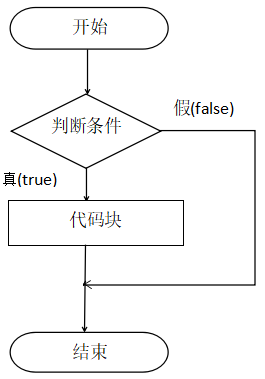 开始
假(false)
判断条件
真(true)
代码块
结束